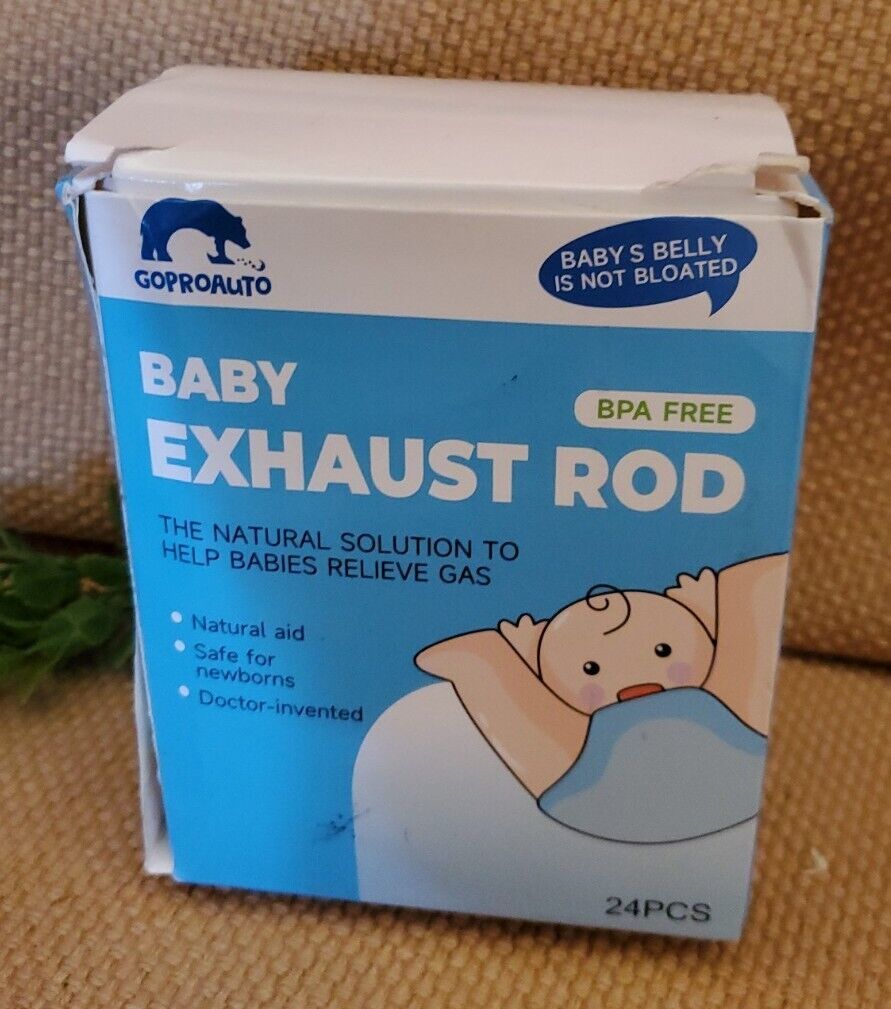 GOPROAUTO
BABY S BELLY
IS NOT BLOATED
BABY
EXHAUST ROD
BPA FREE
THE NATURAL SOLUTION TO
HELP BABIES RELIEVE GAS
Natural aid
Safe for
newborns
Doctor-invented
24PCS